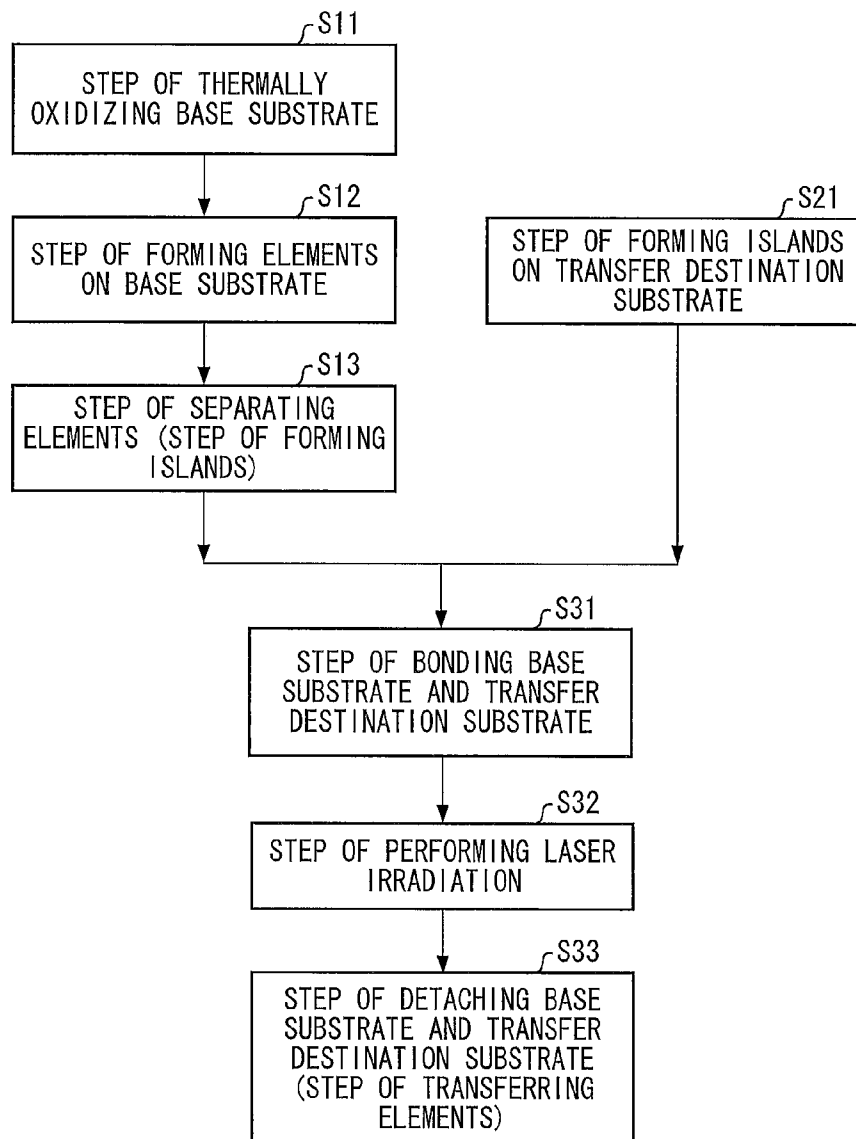 S11
STEP OF THERMALLY
OXIDIZING BASE SUBSTRATE
S12
STEP OF FORMING ELEMENTS
ON BASE SUBSTRATE
S21
STEP OF FORMING ISLANDS
ON TRANSFER DESTINATION
SUBSTRATE
S13
STEP OF SEPARATING
ELEMENTS (STEP OF FORMING
ISLANDS)
S31
STEP OF BONDING BASE
SUBSTRATE AND TRANSFER
DESTINATION SUBSTRATE
S32
STEP OF PERFORMING LASER
IRRADIATION
S33
STEP OF DETACHING BASE
SUBSTRATE AND TRANSFER
DESTINATION SUBSTRATE
(STEP OF TRANSFERRING
ELEMENTS)